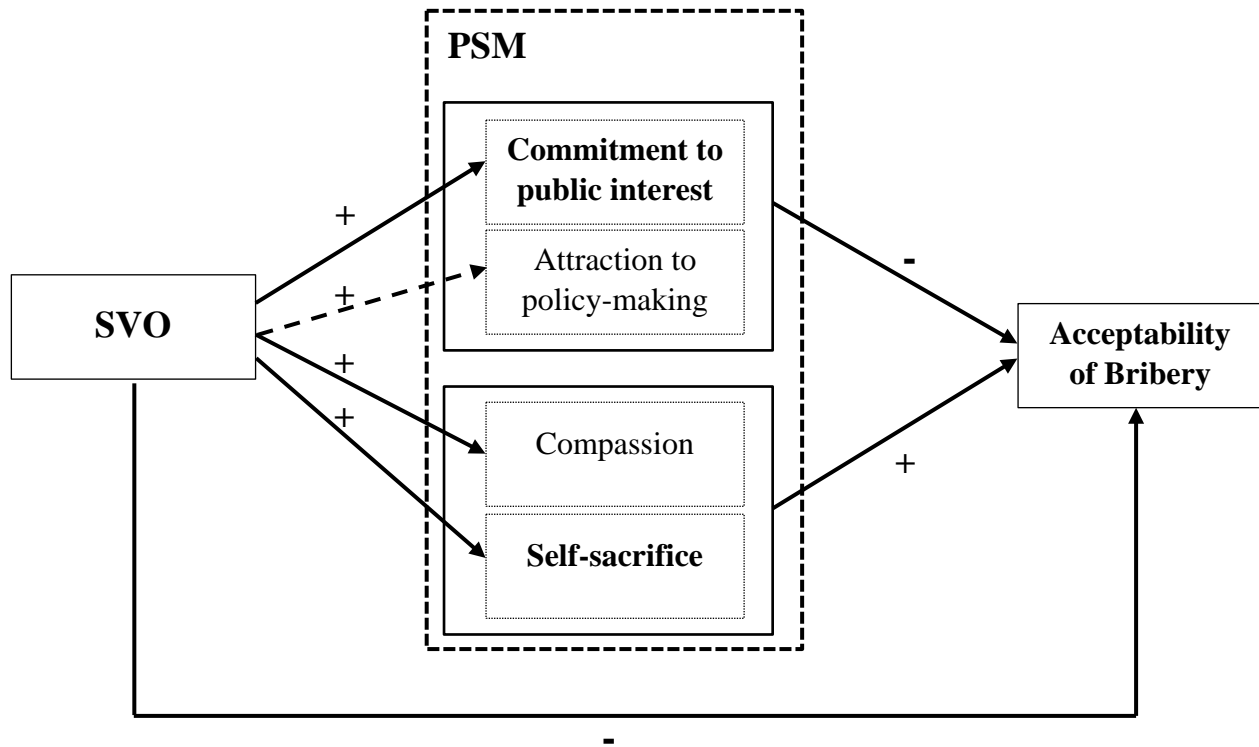 PSM
Commitment to
public interest
+
Attraction to
policy-making
-
+
SVO
Acceptability
of Bribery
+
+
Compassion
+
Self-sacrifice
-